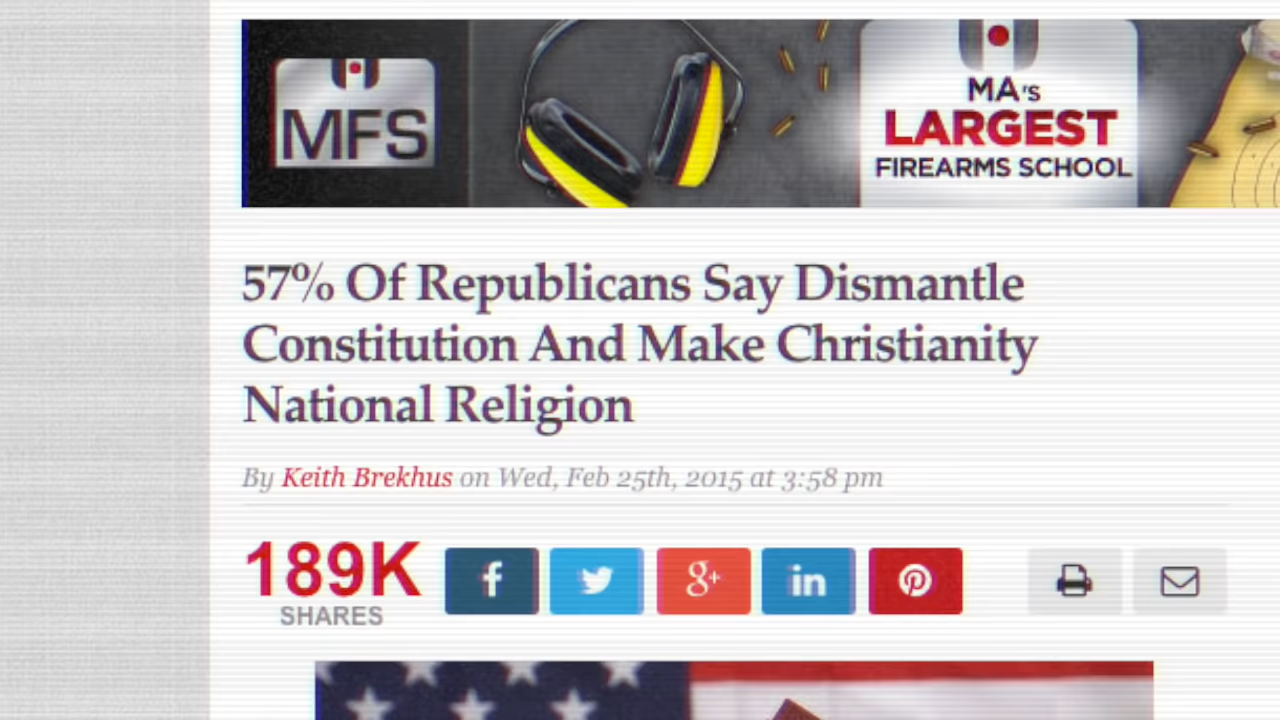 MFS
MA's
LARGEST
FIREARMS SCHOOL
57% Of Republicans Say Dismantle
Constitution And Make Christianity
National Religion
By Keith Brekhus on Wed, Feb 25th, 2015 at 3:58 pm
189K
SHARES